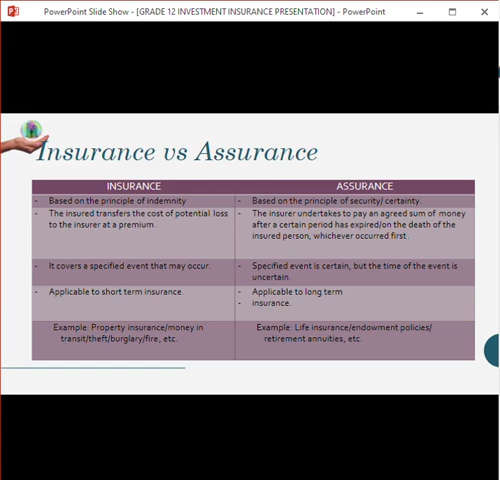 PowerPoint Slide Show - [GRADE 12 INVESTMENT INSURANCE PRESENTATION] - PowerPoint
Insurance vs Assurance
INSURANCE
ASSURANCE
- Based on the principle of indemnity
- Based on the principle of security/ certainty.
- The insured transfers the cost of potential loss
to the insurer at a premium.
- The insurer undertakes to pay an agreed sum of money
after a certain period has expired/on the death of the
insured person, whichever occurred first.
- It covers a specified event that may occur.
- Specified event is certain, but the time of the event is
uncertain.
- Applicable to short term insurance.
- Applicable to long term
- insurance.
Example: Property insurance/money in
transit/theft/burglary/fire, etc.
Example: Life insurance/endowment policies/
retirement annuities, etc.